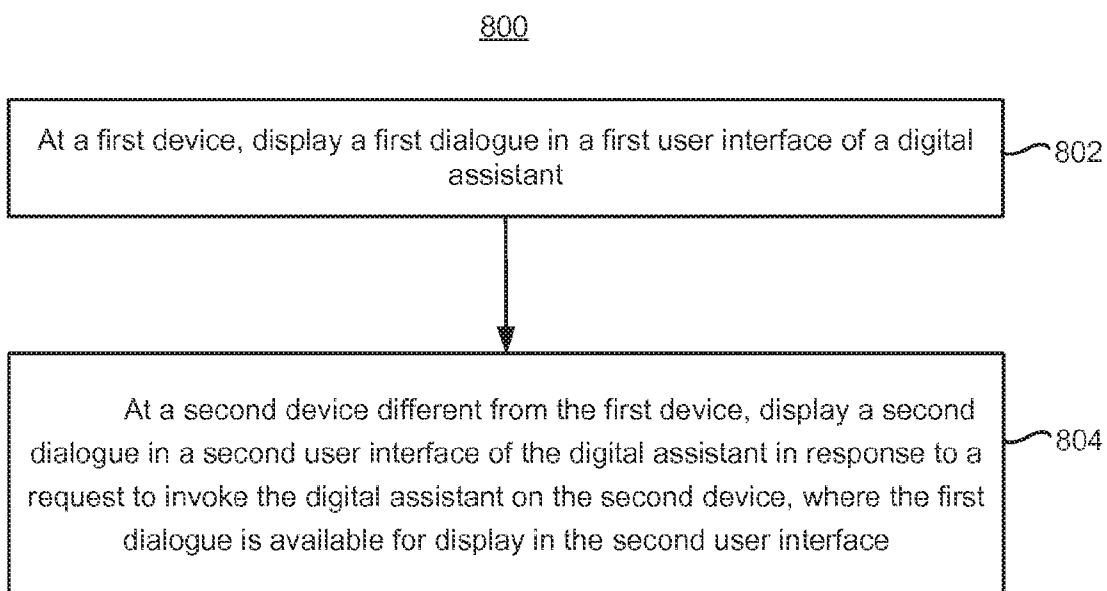 800
At a first device, display a first dialogue in a first user interface of a digital
assistant
802
At a second device different from the first device, display a second
dialogue in a second user interface of the digital assistant in response to a
request to invoke the digital assistant on the second device, where the first
dialogue is available for display in the second user interface
804